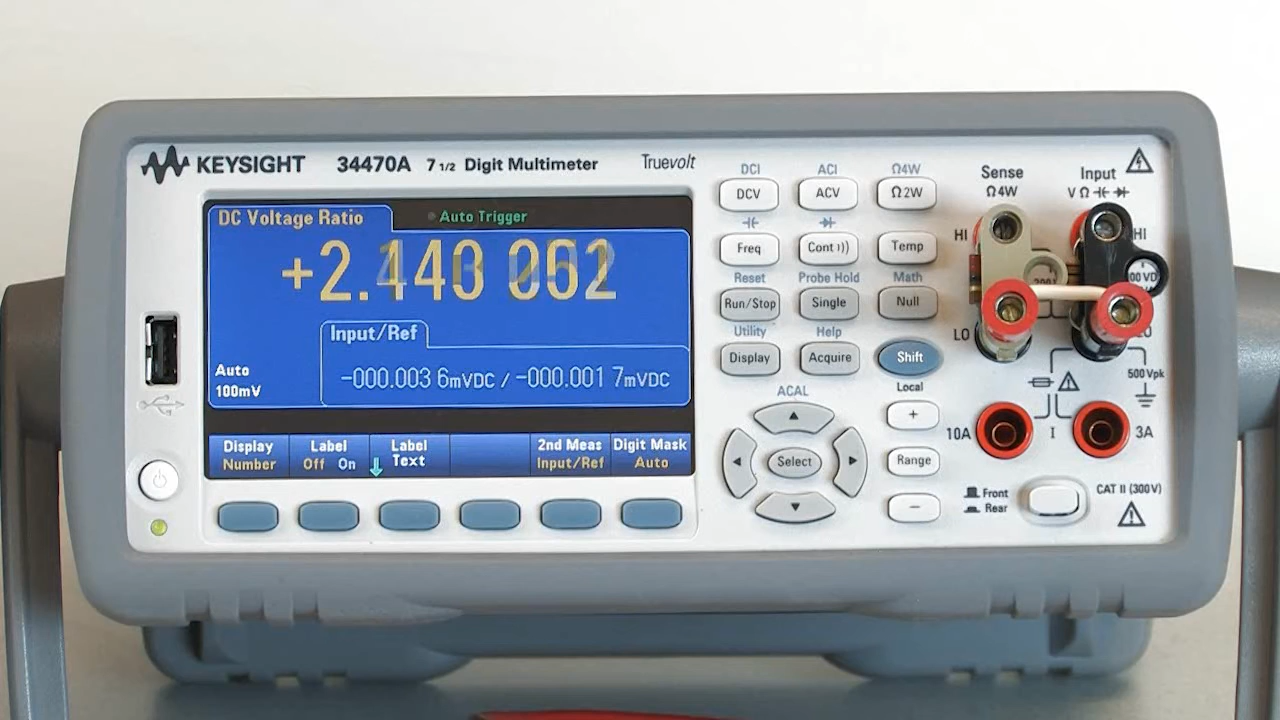 KEYSIGHT 34470A 7 1/2 Digit Multimeter Truevolt
DC Voltage Ratio
Auto Trigger
Input/Ref
-000.003 6mVDC / -000.001 7mVDC
Auto
100mV
Display Number
Label Off On
Label Text
2nd Meas Input/Ref
Digit Mask Auto
DCI ACI Ω4W
DCV ACV Ω2W
Freq Cont Temp
Reset Probe Hold Math
Run/Stop Single Null
Utility Help
Display Acquire Shift
ACAL Local
Select
+
Range
−
Sense
Ω4W
Input
V Ω
HI HI
LO
500 Vpk
10A I 3A
Front
Rear
CAT II (300V)